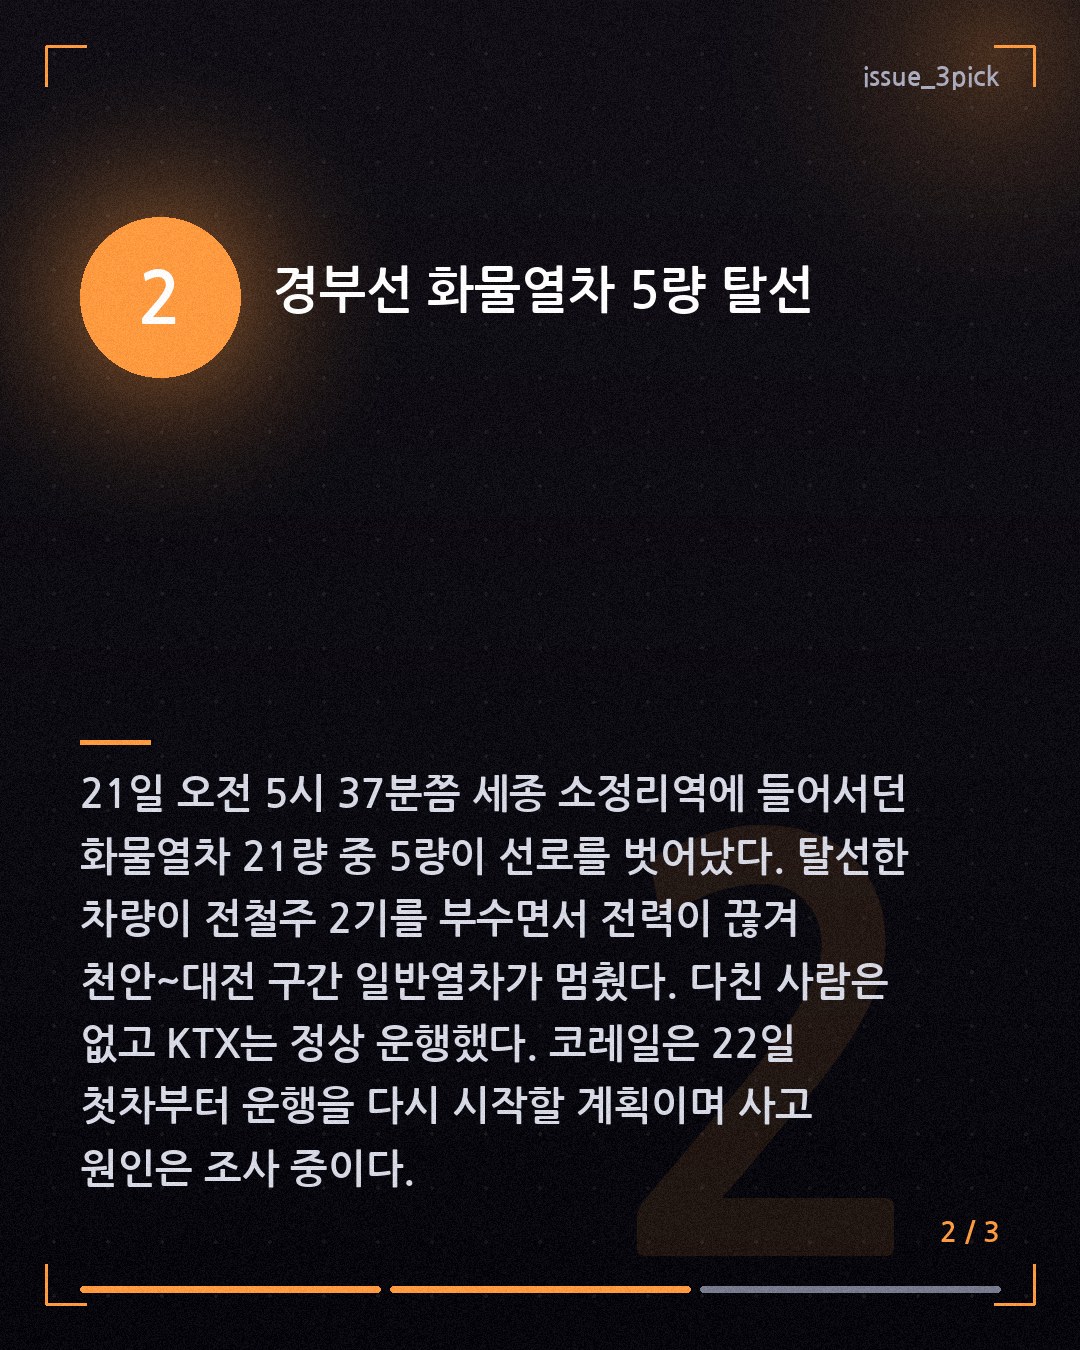 issue_3pick
2
경부선 화물열차 5량 탈선
21일 오전 5시 37분쯤 세종 소정리역에 들어서던
화물열차 21량 중 5량이 선로를 벗어났다. 탈선한
차량이 전철주 2기를 부수면서 전력이 끊겨
천안~대전 구간 일반열차가 멈췄다. 다친 사람은
없고 KTX는 정상 운행했다. 코레일은 22일
첫차부터 운행을 다시 시작할 계획이며 사고
원인은 조사 중이다.
2
2 / 3